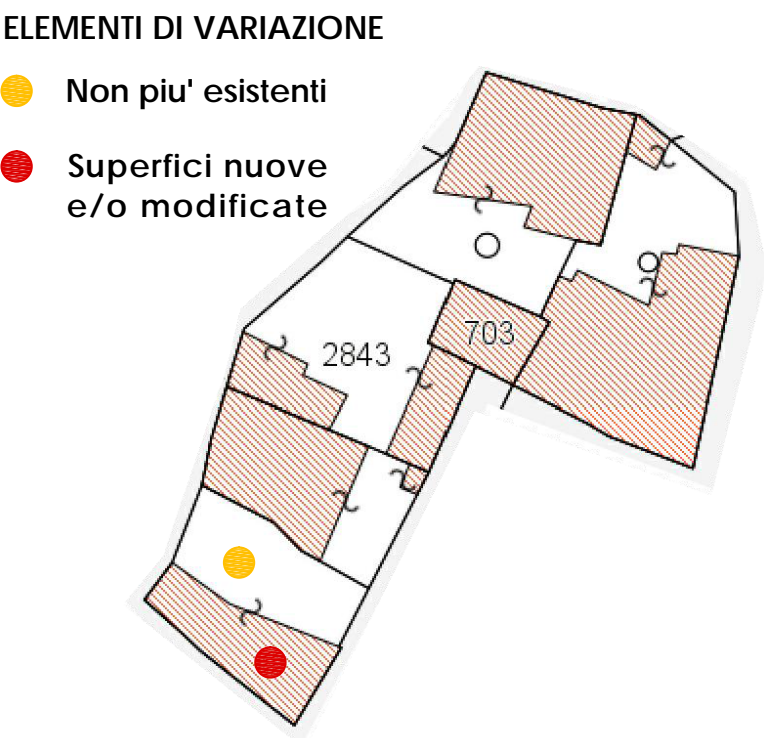 ELEMENTI DI VARIAZIONE
Non piu' esistenti
Superfici nuove
e/o modificate
703
2843